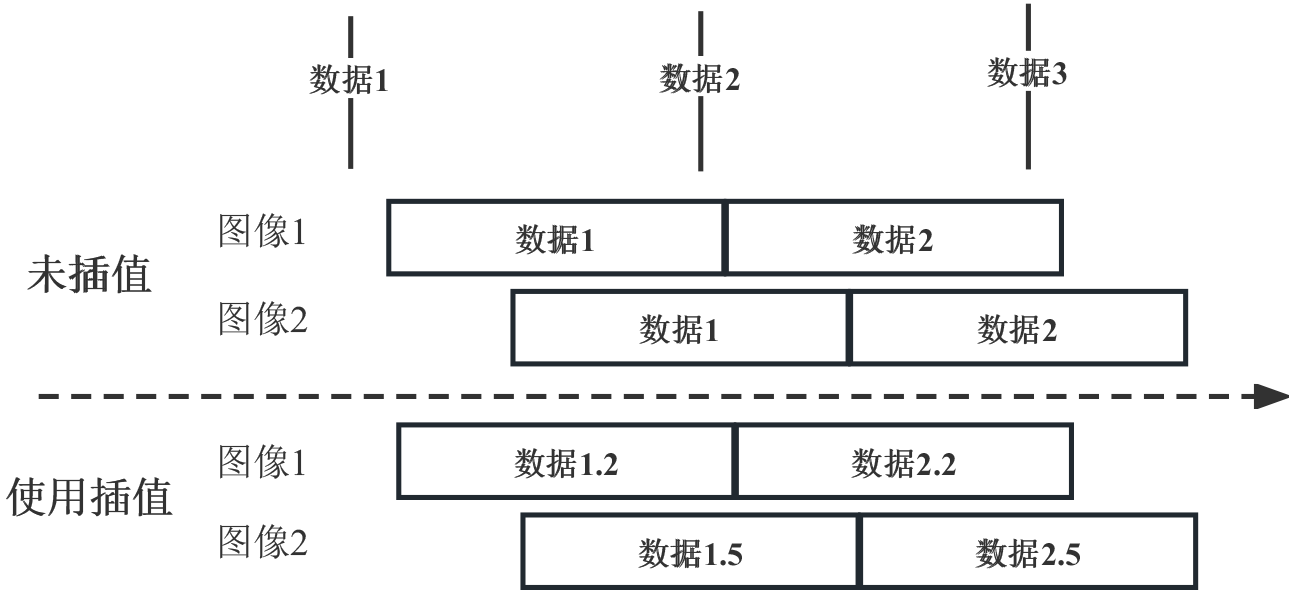 数据1 数据2 数据3
未插值
图像1 数据1 数据2
图像2 数据1 数据2
使用插值
图像1 数据1.2 数据2.2
图像2 数据1.5 数据2.5